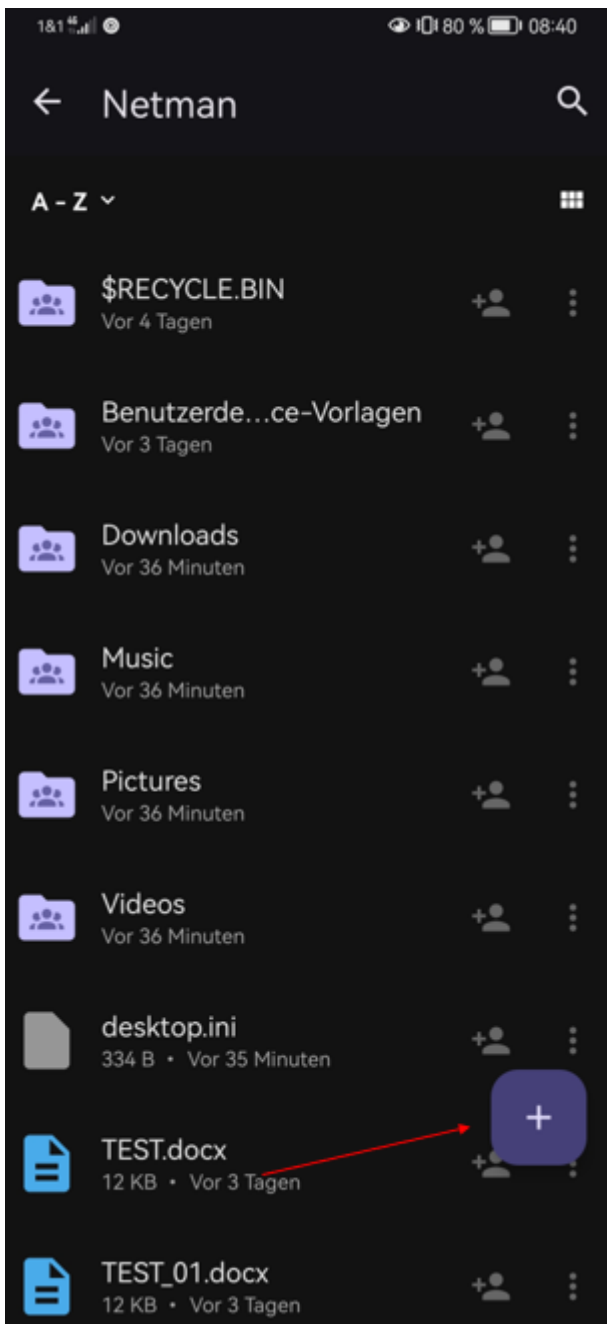 1&1 80 % 08:40
Netman
A – Z
$RECYCLE.BIN
Vor 4 Tagen
Benutzerde...ce-Vorlagen
Vor 3 Tagen
Downloads
Vor 36 Minuten
Music
Vor 36 Minuten
Pictures
Vor 36 Minuten
Videos
Vor 36 Minuten
desktop.ini
334 B • Vor 35 Minuten
TEST.docx
12 KB • Vor 3 Tagen
TEST_01.docx
12 KB • Vor 3 Tagen